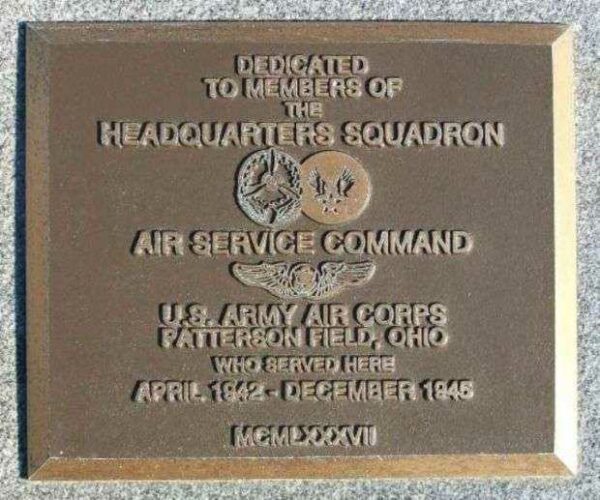 DEDICATED
TO MEMBERS OF
THE
HEADQUARTERS SQUADRON
AIR SERVICE COMMAND
U.S. ARMY AIR CORPS
PATTERSON FIELD, OHIO
WHO SERVED HERE
APRIL 1942 - DECEMBER 1945
MCMLXXXVII